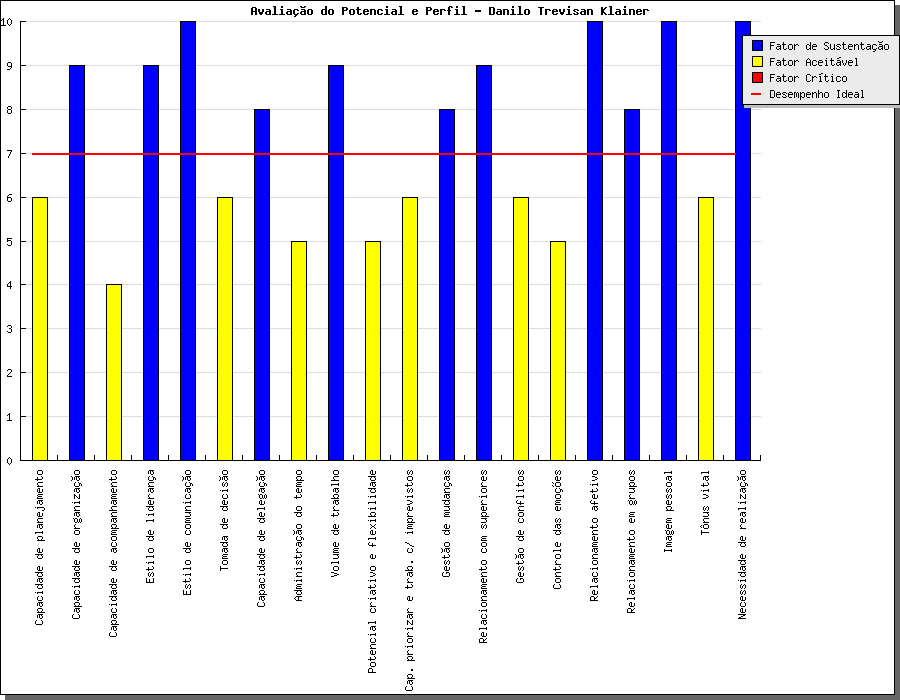 Avaliação do Potencial e Perfil - Danilo Trevisan Klainer
Fator de Sustentação
Fator Aceitável
Fator Crítico
Desempenho Ideal
10
9
8
7
6
5
4
3
2
1
0
Capacidade de planejamento
Capacidade de organização
Capacidade de acompanhamento
Estilo de liderança
Estilo de comunicação
Tomada de decisão
Capacidade de delegação
Administração do tempo
Volume de trabalho
Potencial criativo e flexibilidade
Cap. priorizar e trab. c/ imprevistos
Gestão de mudanças
Relacionamento com superiores
Gestão de conflitos
Controle das emoções
Relacionamento afetivo
Relacionamento em grupos
Imagem pessoal
Tônus vital
Necessidade de realização